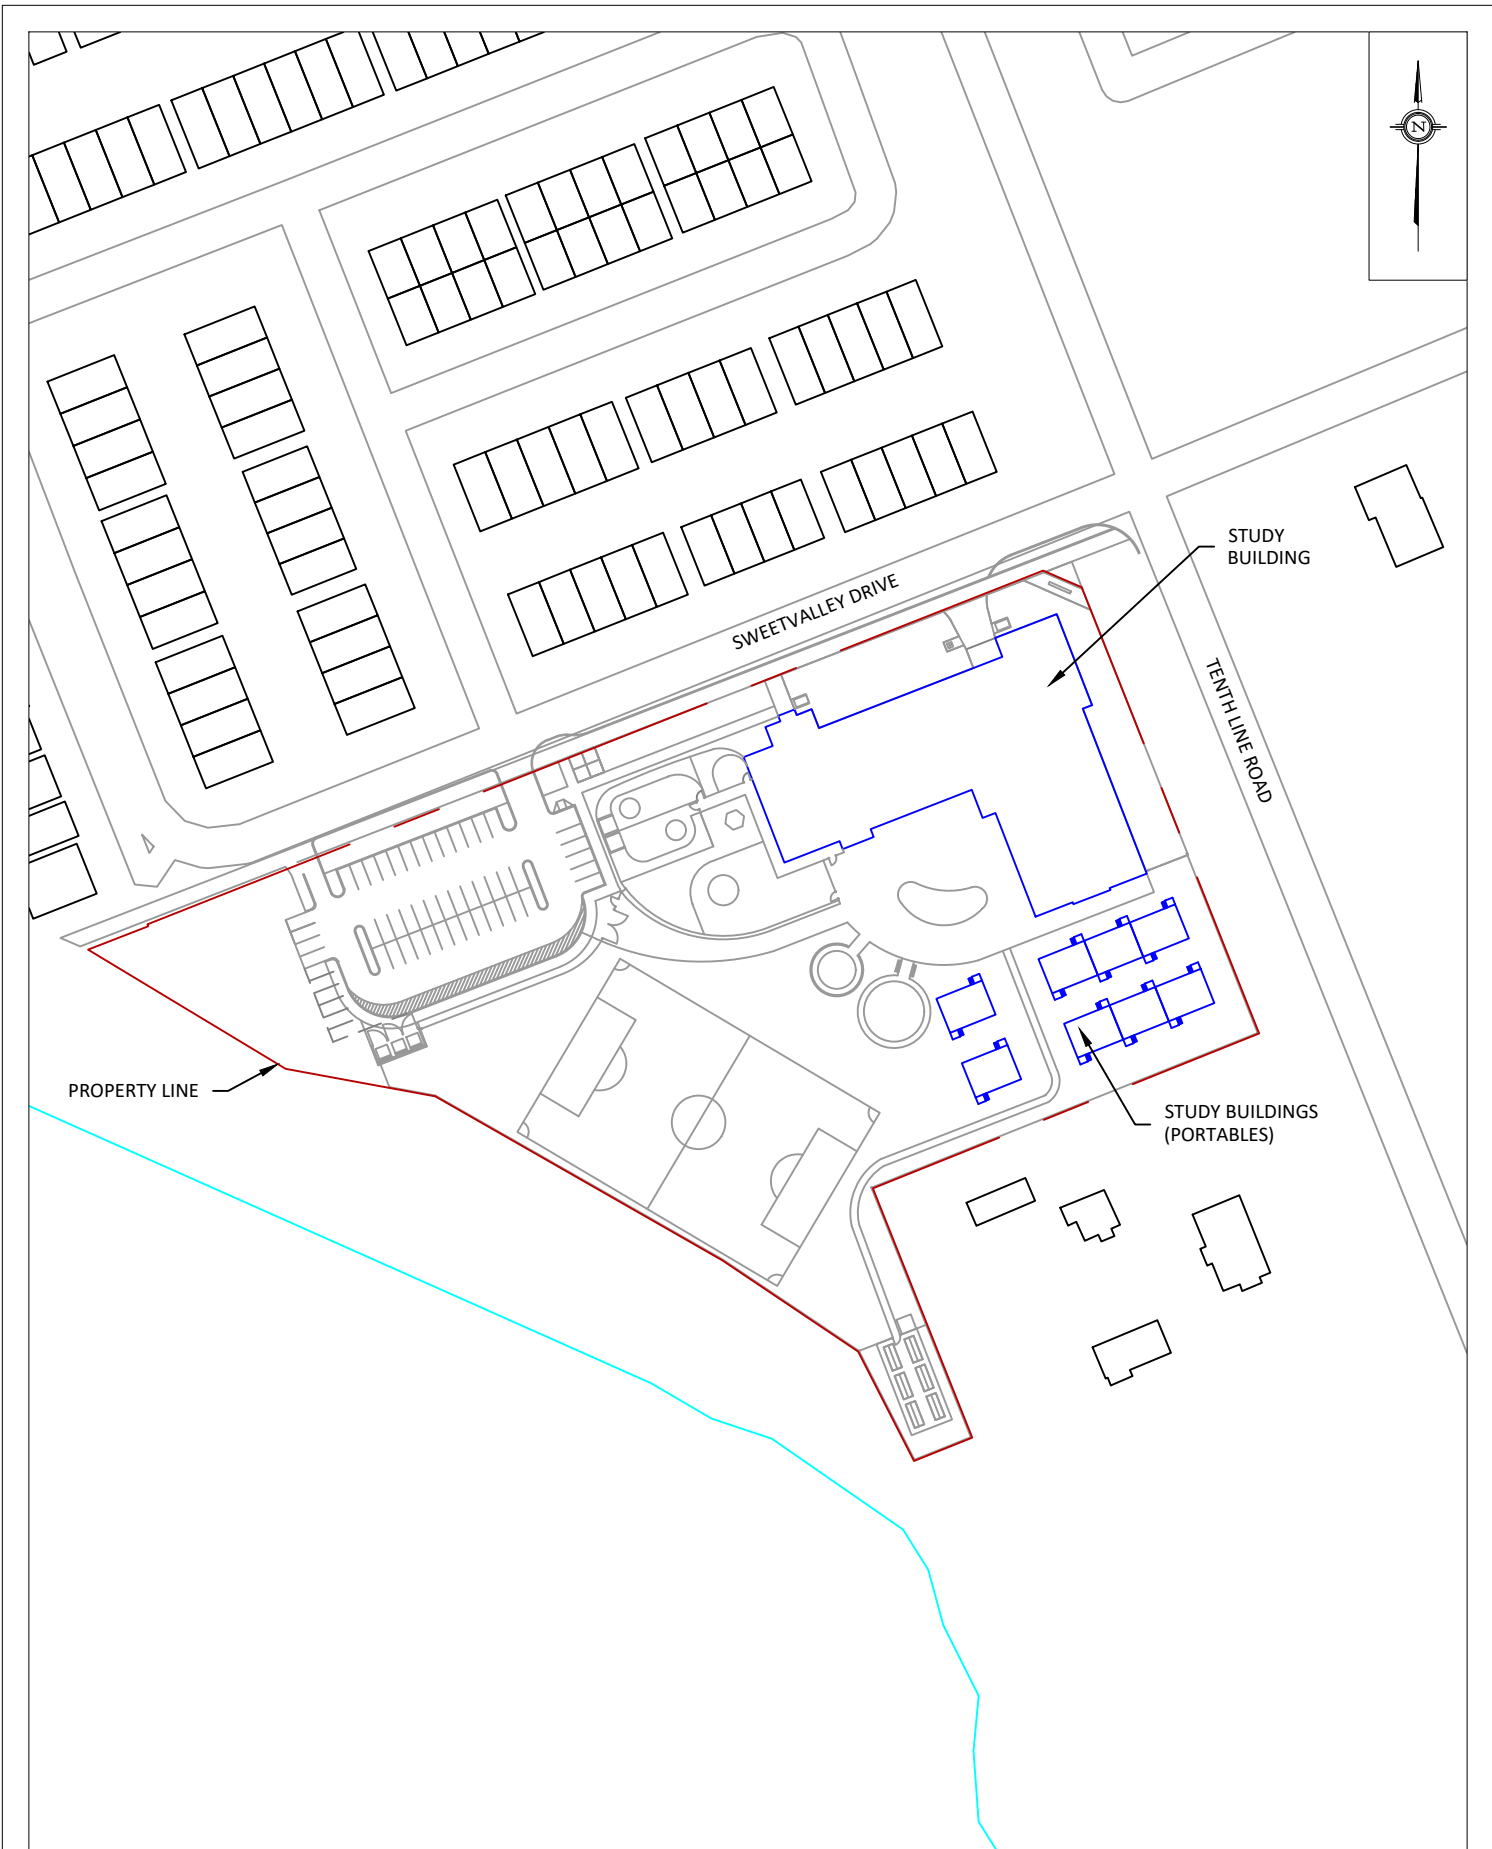 N
STUDY
BUILDING
SWEETVALLEY DRIVE
TENTH LINE ROAD
PROPERTY LINE
STUDY BUILDINGS
(PORTABLES)